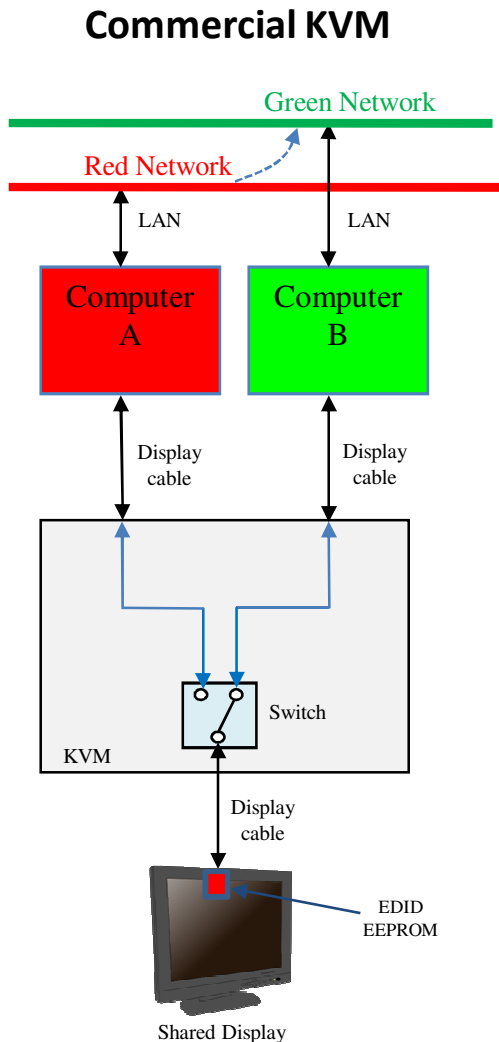 Commercial KVM
Green Network
Red Network
LAN
LAN
Computer
A
Computer
B
Display
cable
Display
cable
Switch
KVM
Display
cable
EDID
EEPROM
Shared Display